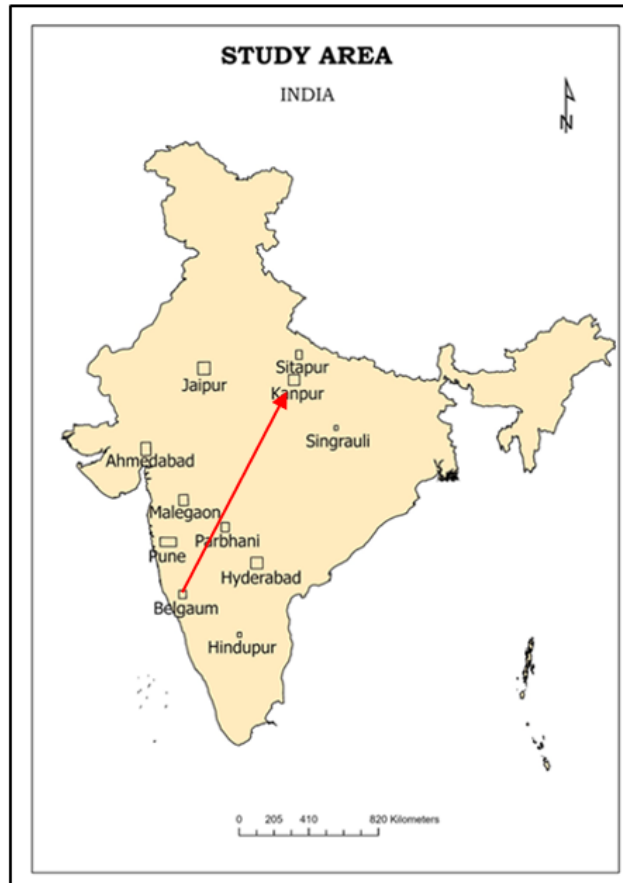 STUDY AREA
INDIA
N
Sitapur
Jaipur
Kanpur
Singrauli
Ahmedabad
Malegaon
Parbhani
Pune
Hyderabad
Belgaum
Hindupur
0 205 410 820 Kilometers